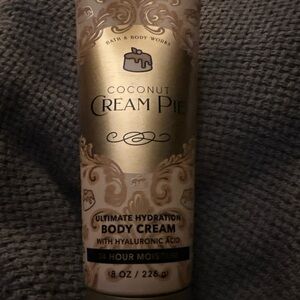 BATH & BODY WORKS
COCONUT
CREAM PIE
ULTIMATE HYDRATION
BODY CREAM
WITH HYALURONIC ACID
24 HOUR MOISTURE
8 OZ / 226 g